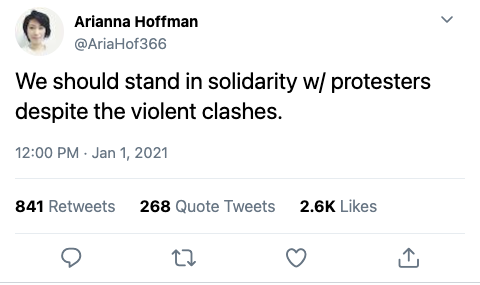 Arianna Hoffman
@AriaHof366
We should stand in solidarity w/ protesters
despite the violent clashes.
12:00 PM · Jan 1, 2021
841 Retweets 268 Quote Tweets 2.6K Likes